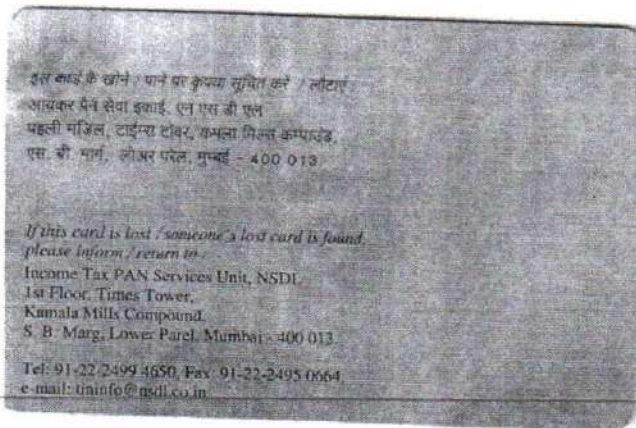 इस कार्ड के खोने / पाने पर कृपया सूचित करें / लौटाएं :
आयकर पैन सेवा इकाई, एन एस डी एल
पहली मंजिल, टाईम्स टॉवर, कमला मिल्स कम्पाउंड,
एस. बी. मार्ग, लोअर परेल, मुम्बई - 400 013.
If this card is lost / someone's lost card is found,
please inform / return to :
Income Tax PAN Services Unit, NSDL
1st Floor, Times Tower,
Kamala Mills Compound,
S. B. Marg, Lower Parel, Mumbai - 400 013.
Tel: 91-22-2499 4650, Fax: 91-22-2495 0664,
e-mail: tininfo@nsdl.co.in